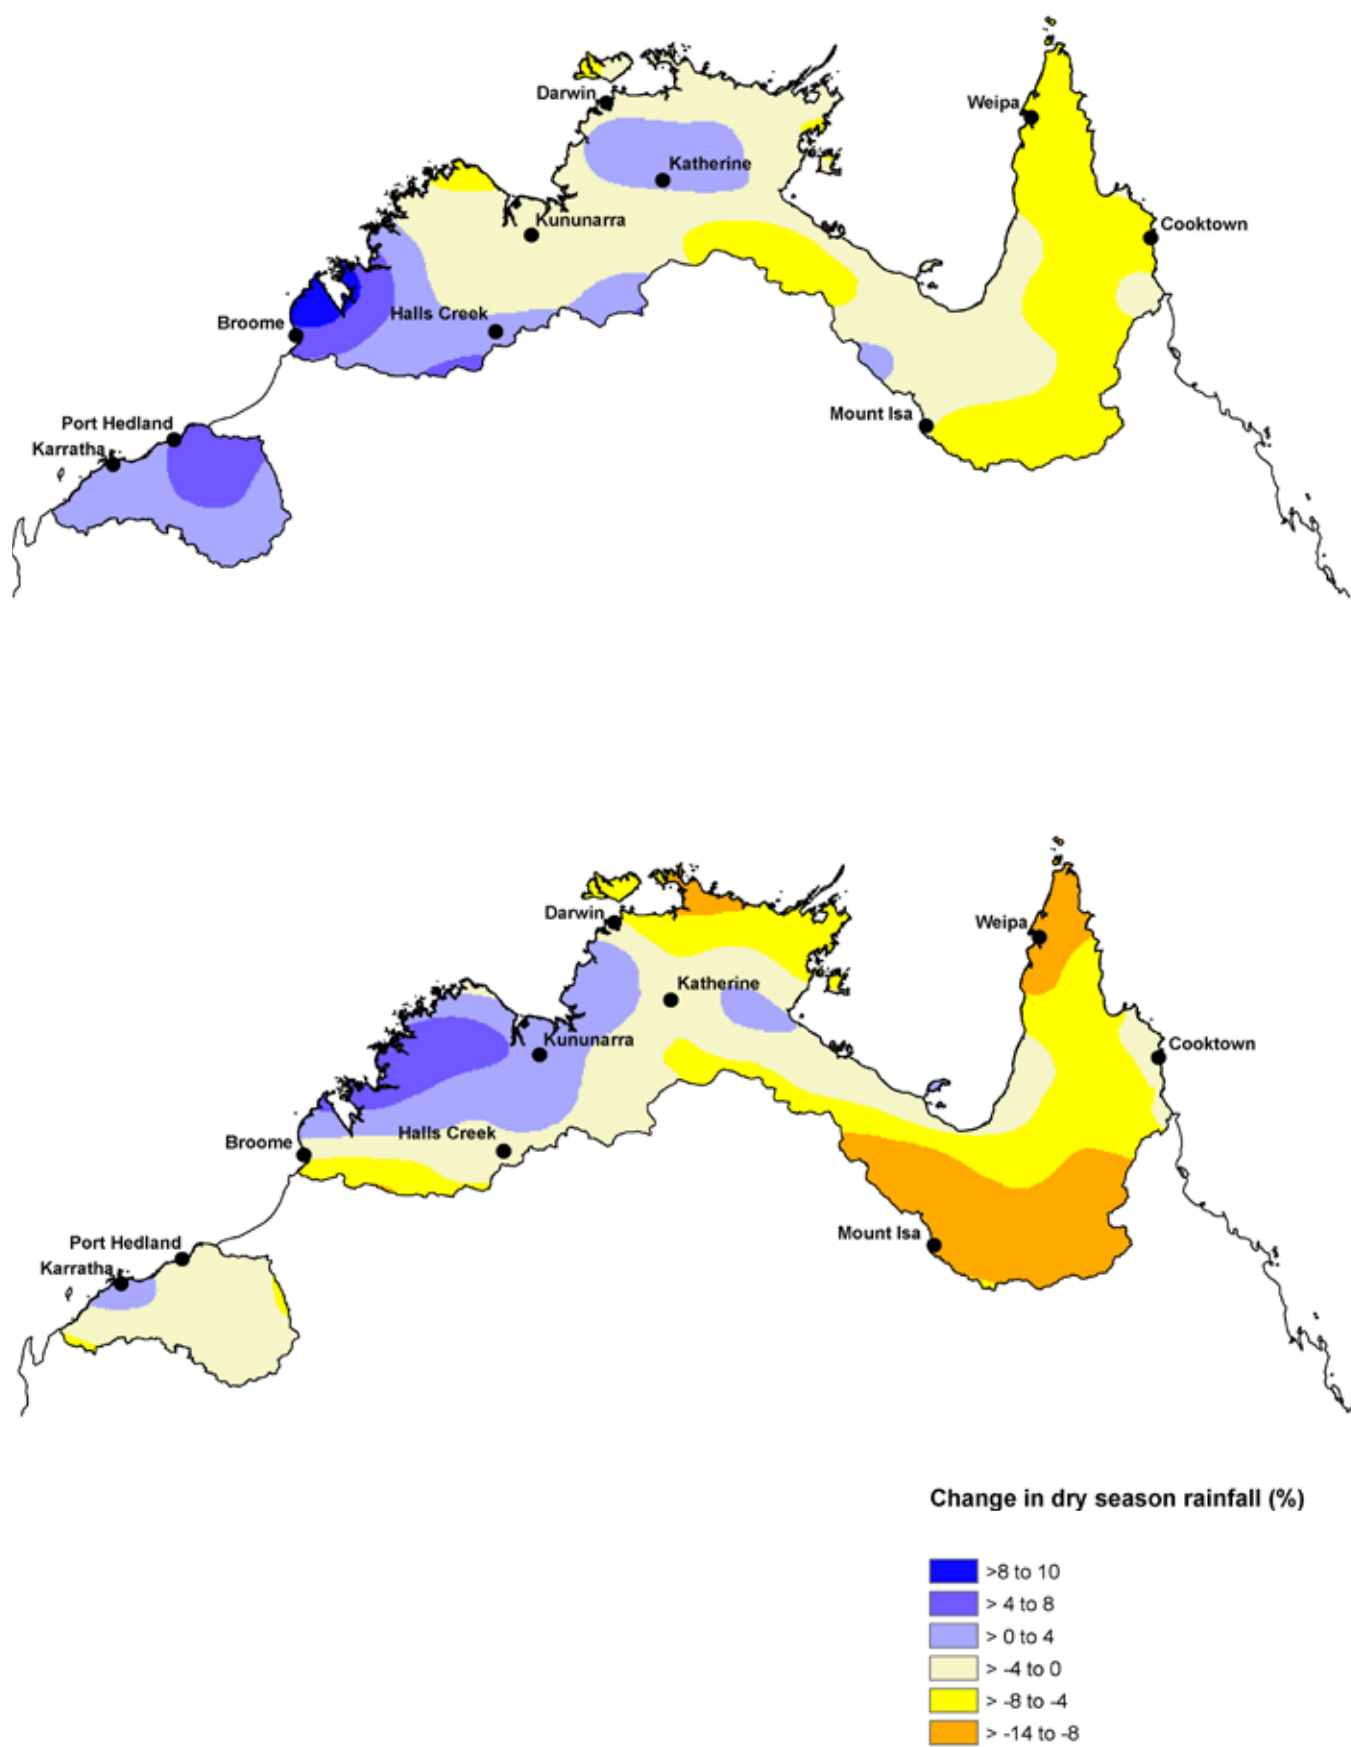 Darwin
Weipa
Katherine
Kununarra
Cooktown
Halls Creek
Broome
Mount Isa
Port Hedland
Karratha
Darwin
Weipa
Katherine
Kununarra
Cooktown
Halls Creek
Broome
Mount Isa
Port Hedland
Karratha
Change in dry season rainfall (%)
>8 to 10
> 4 to 8
> 0 to 4
> -4 to 0
> -8 to -4
> -14 to -8